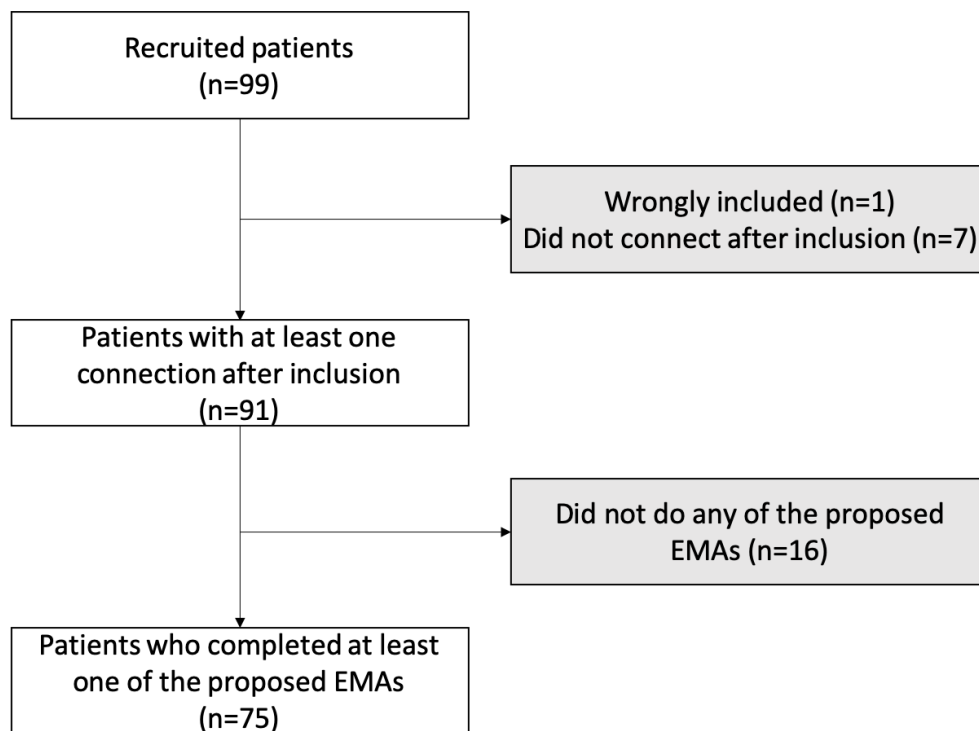 Recruited patients
(n=99)
Wrongly included (n=1)
Did not connect after inclusion (n=7)
Patients with at least one
connection after inclusion
(n=91)
Did not do any of the proposed
EMAs (n=16)
Patients who completed at least
one of the proposed EMAs
(n=75)